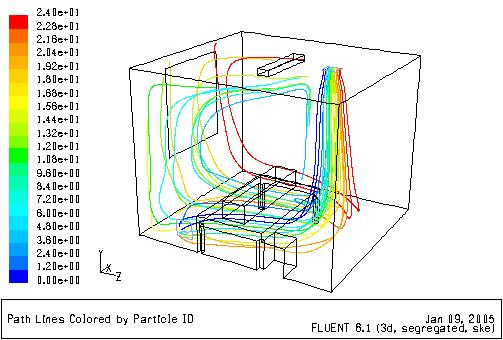 2.40e+01
2.28e+01
2.16e+01
2.04e+01
1.92e+01
1.80e+01
1.68e+01
1.56e+01
1.44e+01
1.32e+01
1.20e+01
1.08e+01
9.60e+00
8.40e+00
7.20e+00
6.00e+00
4.80e+00
3.60e+00
2.40e+00
1.20e+00
0.00e+00
Y
X
Z
Path Lines Colored by Particle ID
Jan 09, 2005
FLUENT 6.1 (3d, segregated, ske)